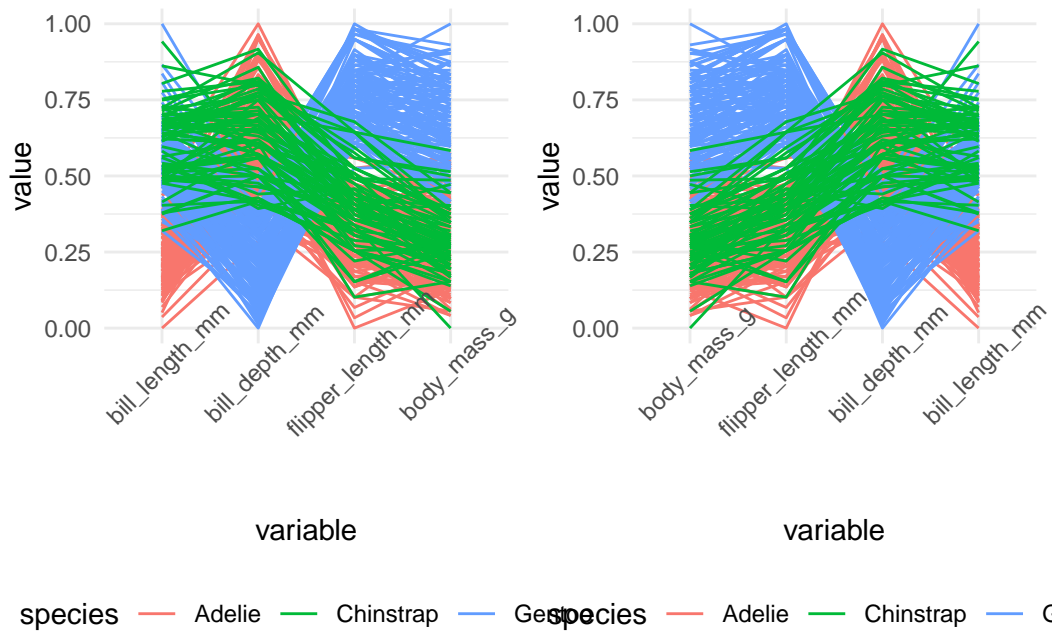 1.00
0.75
0.50
0.25
0.00
value
bill_length_mm
bill_depth_mm
flipper_length_mm
body_mass_g
variable
species Adelie Chinstrap Gentoo
1.00
0.75
0.50
0.25
0.00
value
body_mass_g
flipper_length_mm
bill_depth_mm
bill_length_mm
variable
species Adelie Chinstrap G